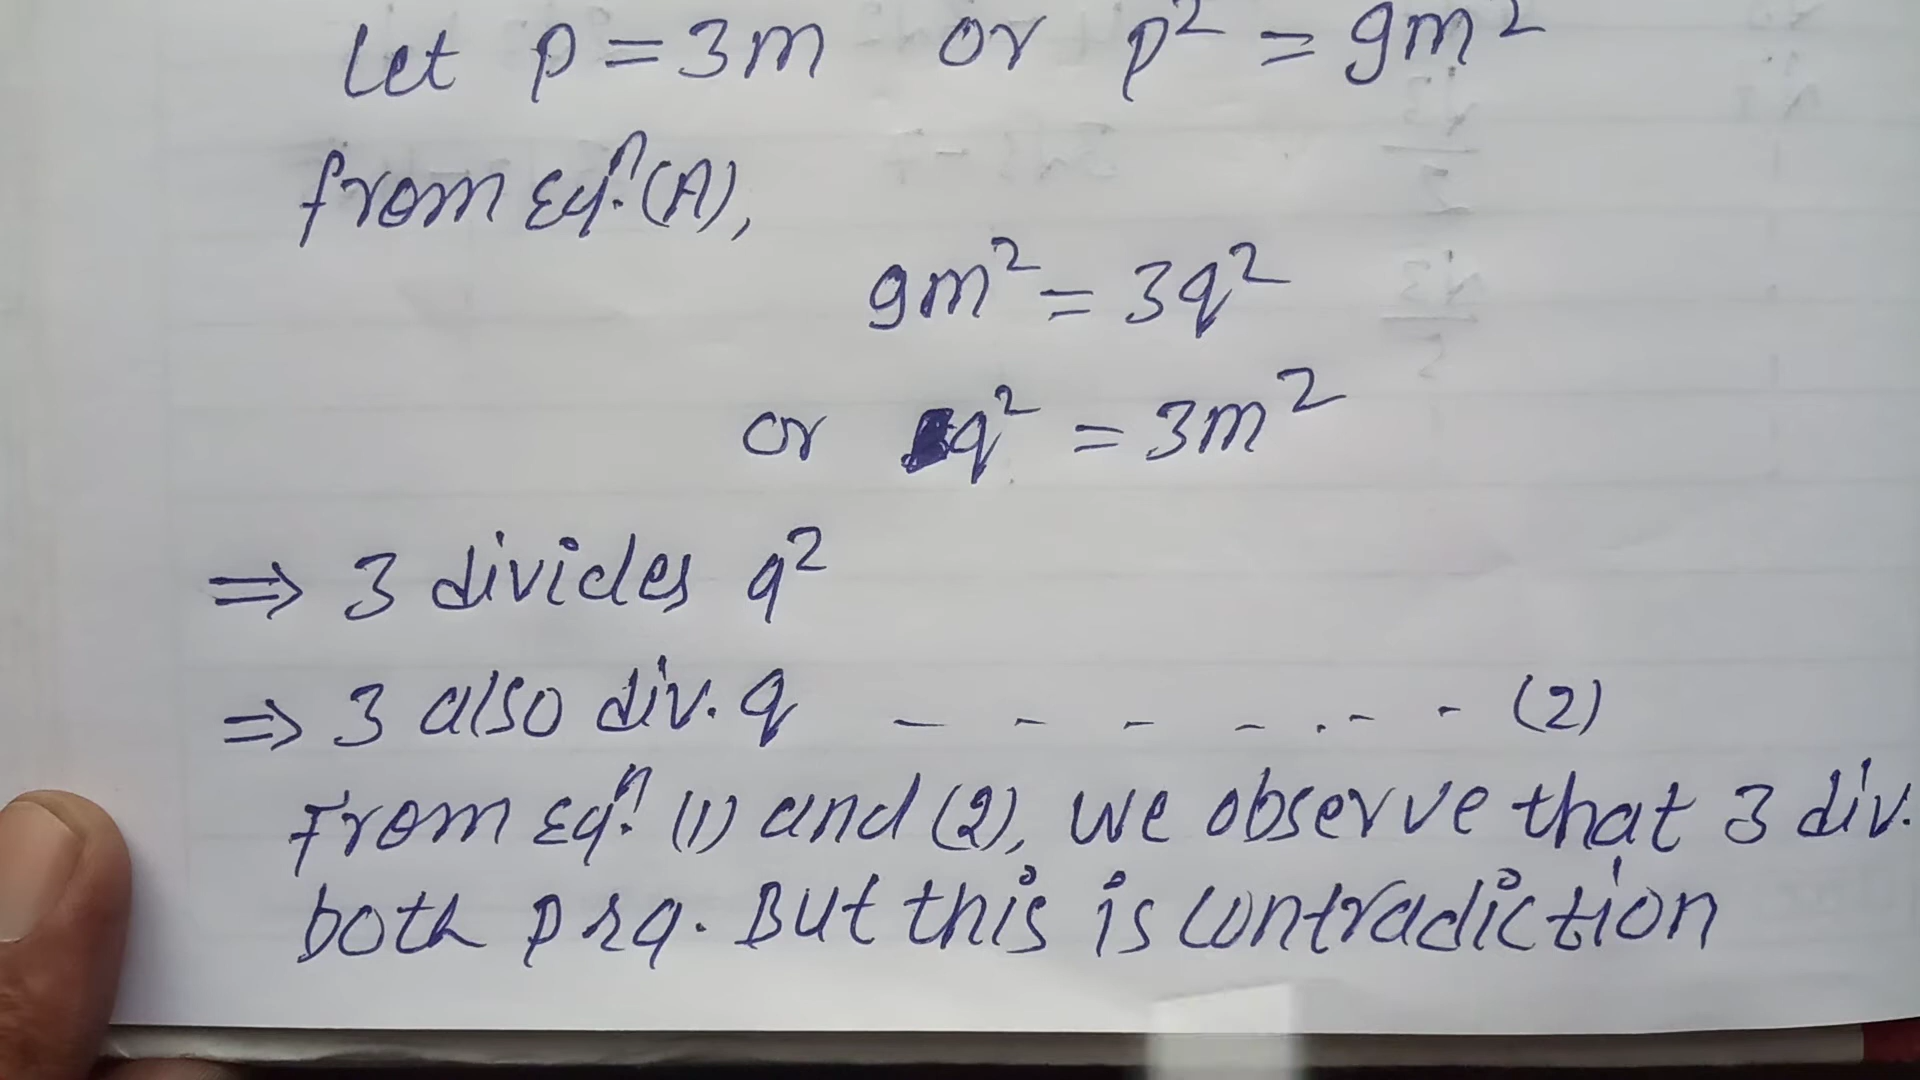 Let p = 3m or p² = 9m²
from Eqⁿ. (A),
9m² = 3q²
or q² = 3m²
⇒ 3 divides q²
⇒ 3 also div. q - - - - . - - (2)
From Eqⁿ. (1) and (2), we observe that 3 div.
both p & q. But this is contradiction